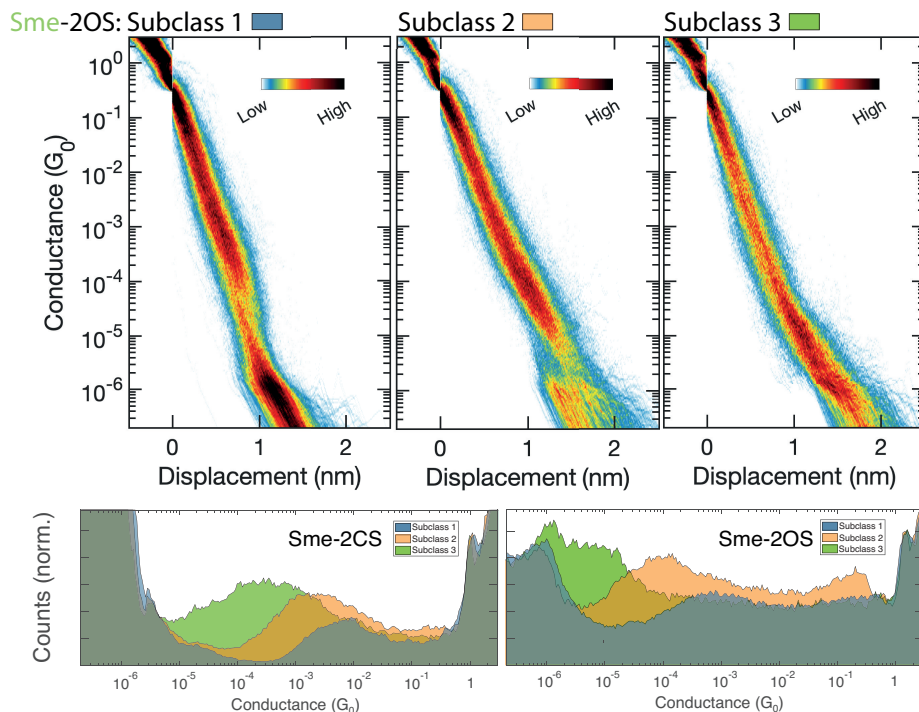 Sme-2OS: Subclass 1 Subclass 2 Subclass 3
Conductance (G₀)
10⁰
10⁻¹
10⁻²
10⁻³
10⁻⁴
10⁻⁵
10⁻⁶
Low High
Low High
Low High
0 1 2
0 1 2
0 1 2
Displacement (nm) Displacement (nm) Displacement (nm)
Counts (norm.)
Sme-2CS
Subclass 1
Subclass 2
Subclass 3
10⁻⁶ 10⁻⁵ 10⁻⁴ 10⁻³ 10⁻² 10⁻¹ 1
Conductance (G₀)
Sme-2OS
Subclass 1
Subclass 2
Subclass 3
10⁻⁶ 10⁻⁵ 10⁻⁴ 10⁻³ 10⁻² 10⁻¹ 1
Conductance (G₀)